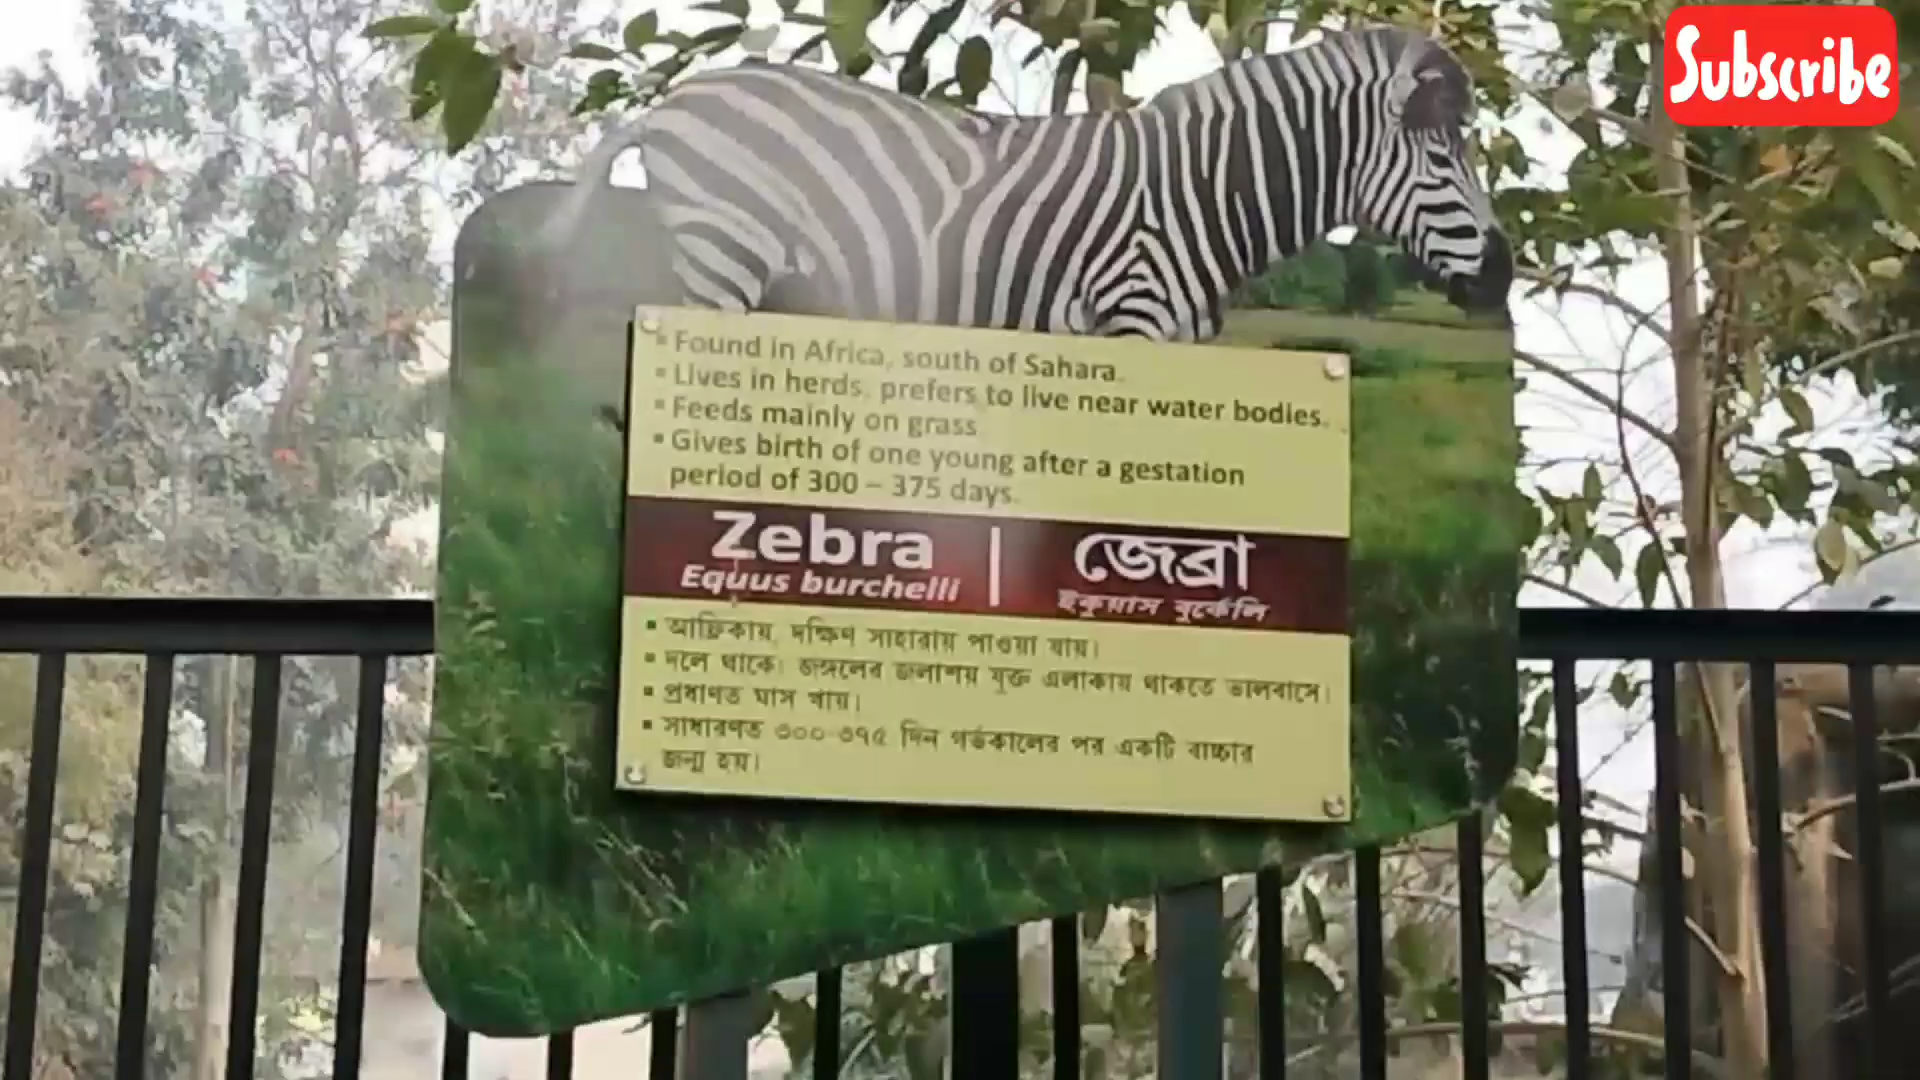 Subscribe
▪ Found in Africa, south of Sahara.
▪ Lives in herds, prefers to live near water bodies.
▪ Feeds mainly on grass.
▪ Gives birth of one young after a gestation
period of 300 – 375 days.
Zebra | জেব্রা
Equus burchelli ইকুয়াস বুর্কেলি
▪ আফ্রিকায়, দক্ষিণ সাহারায় পাওয়া যায়।
▪ দলে থাকে। জঙ্গলের জলাশয় যুক্ত এলাকায় থাকতে ভালবাসে।
▪ প্রধাণত ঘাস খায়।
▪ সাধারণত ৩০০-৩৭৫ দিন গর্ভকালের পর একটি বাচ্চার
জন্ম হয়।